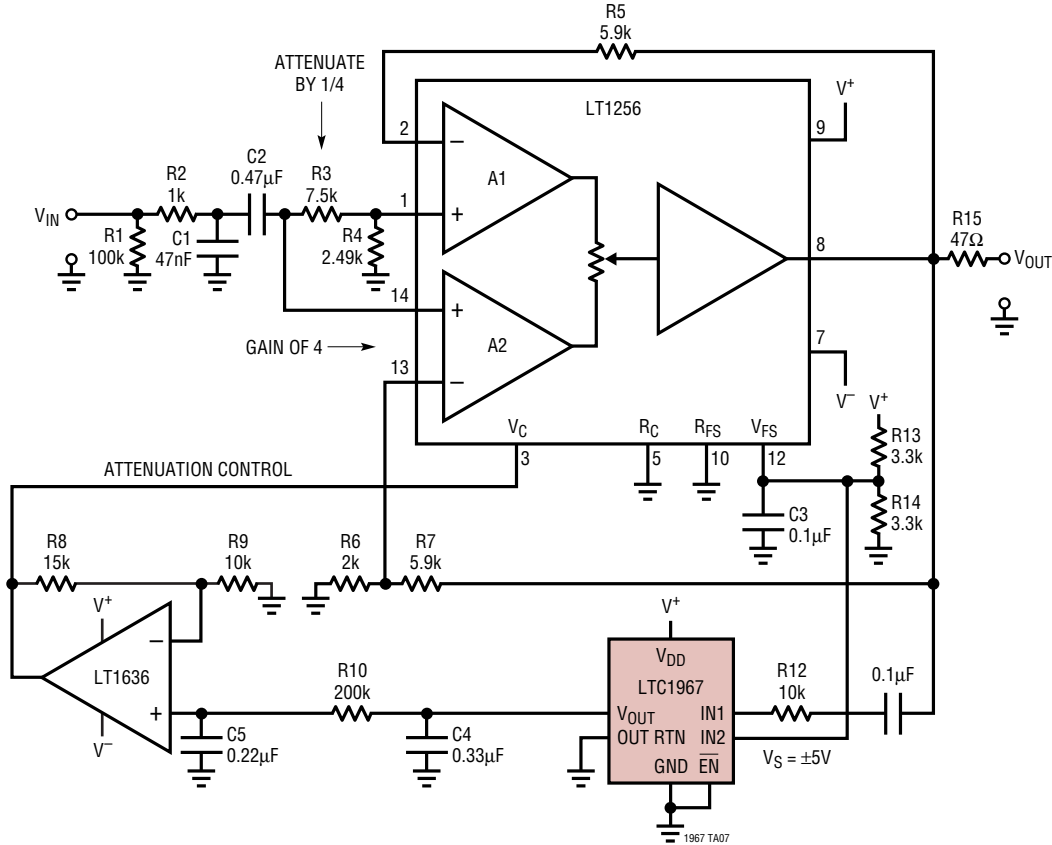 R5
5.9k
ATTENUATE
BY 1/4
LT1256
V+
9
2
−
A1
C2
0.47µF
R3
7.5k
R2
1k
1
+
VIN
R1
100k
C1
47nF
R4
2.49k
R15
47Ω
8
VOUT
14
+
A2
GAIN OF 4
13
−
7
V−
V+
VC
RC
RFS
VFS
3
5
10
12
R13
3.3k
ATTENUATION CONTROL
C3
0.1µF
R14
3.3k
R8
15k
R9
10k
R6
2k
R7
5.9k
V+
−
LT1636
+
V−
V+
VDD
LTC1967
R10
200k
R12
10k
0.1µF
VOUT
IN1
OUT RTN
IN2
GND
EN
C5
0.22µF
C4
0.33µF
VS = ±5V
1967 TA07